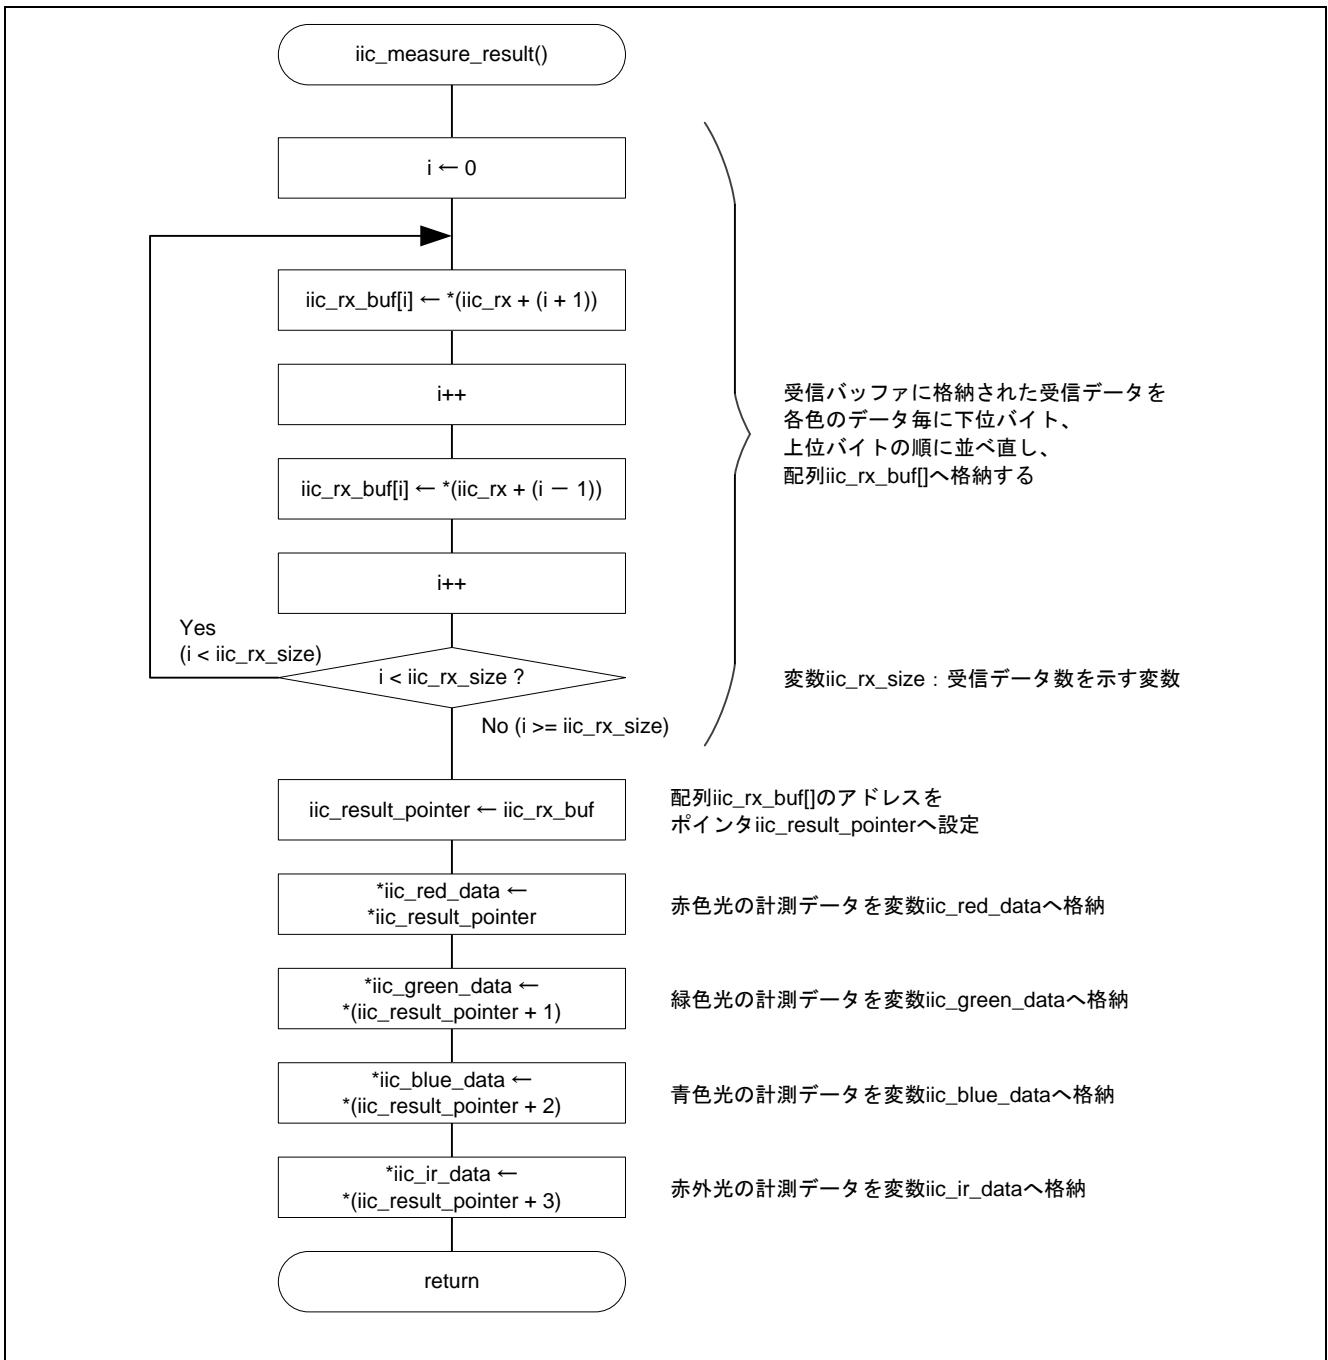 iic_measure_result()
i ← 0
iic_rx_buf[i] ← *(iic_rx + (i + 1))
i++
iic_rx_buf[i] ← *(iic_rx + (i － 1))
i++
受信バッファに格納された受信データを
各色のデータ毎に下位バイト、
上位バイトの順に並べ直し、
配列iic_rx_buf[]へ格納する
Yes
(i < iic_rx_size)
i < iic_rx_size ?
変数iic_rx_size：受信データ数を示す変数
No (i >= iic_rx_size)
iic_result_pointer ← iic_rx_buf
配列iic_rx_buf[]のアドレスを
ポインタiic_result_pointerへ設定
*iic_red_data ←
*iic_result_pointer
赤色光の計測データを変数iic_red_dataへ格納
*iic_green_data ←
*(iic_result_pointer + 1)
緑色光の計測データを変数iic_green_dataへ格納
*iic_blue_data ←
*(iic_result_pointer + 2)
青色光の計測データを変数iic_blue_dataへ格納
*iic_ir_data ←
*(iic_result_pointer + 3)
赤外光の計測データを変数iic_ir_dataへ格納
return